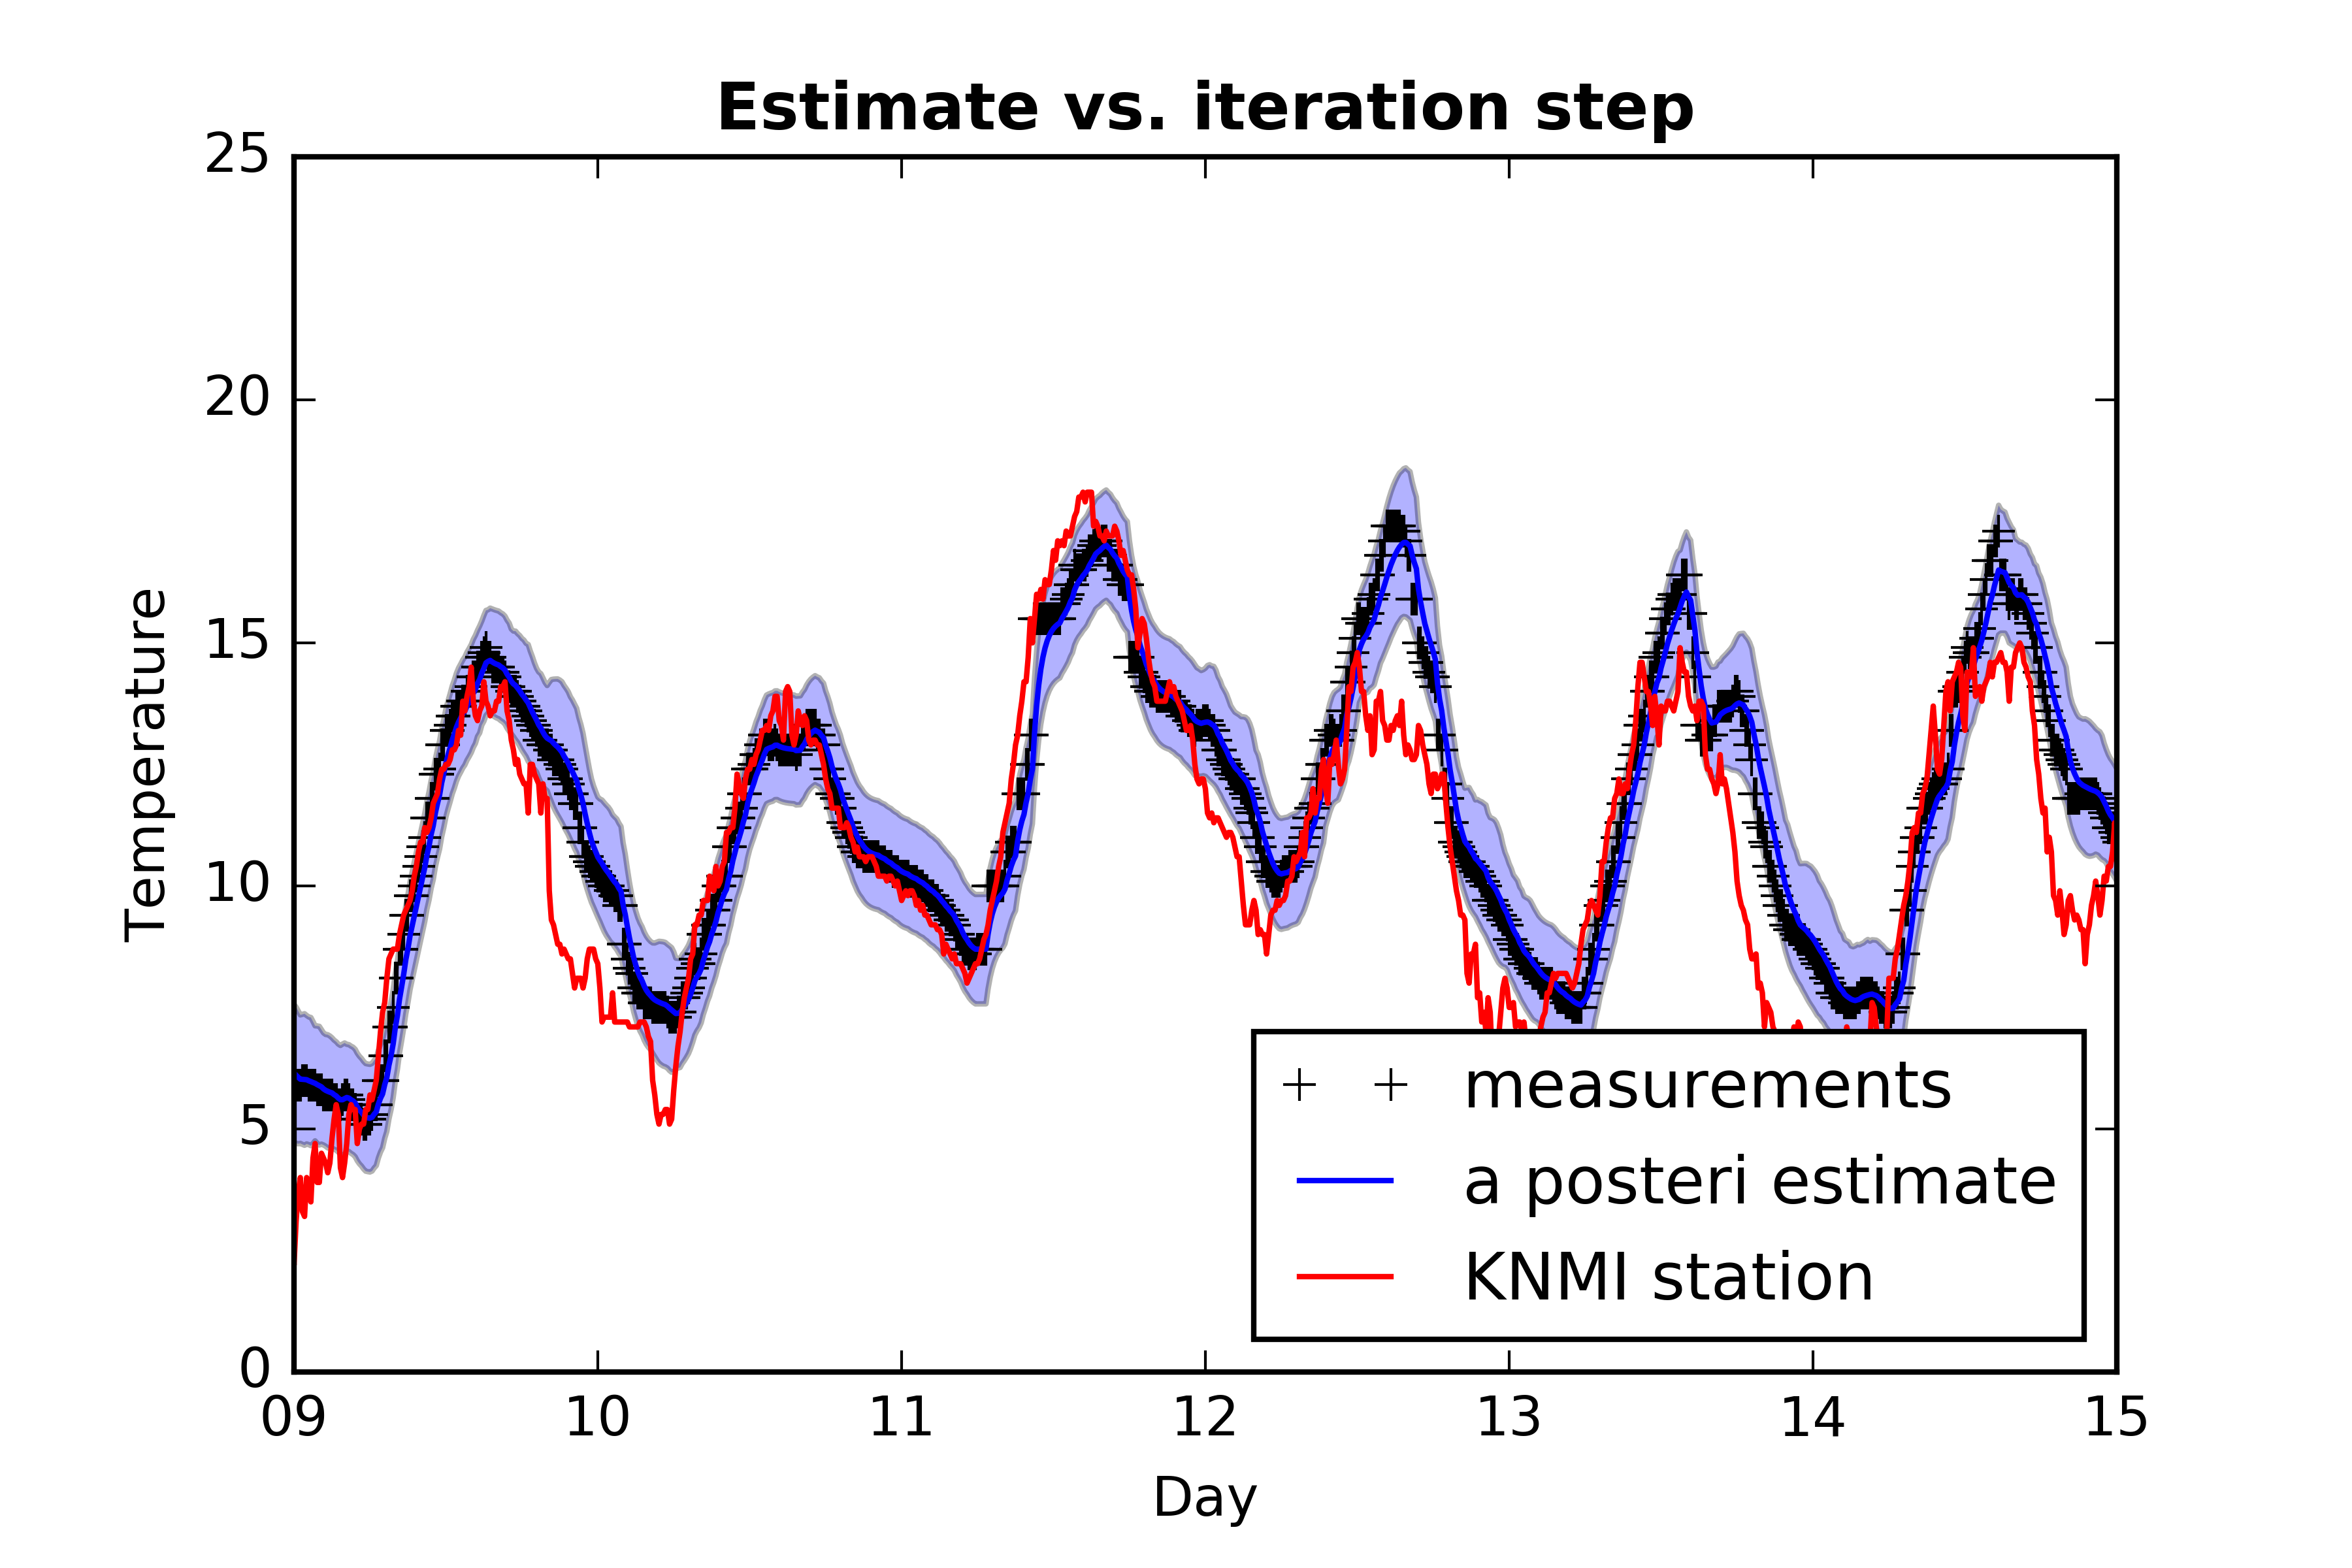 Estimate vs. iteration step
25
20
15
10
5
0
Temperature
09 10 11 12 13 14 15
Day
measurements
a posteri estimate
KNMI station